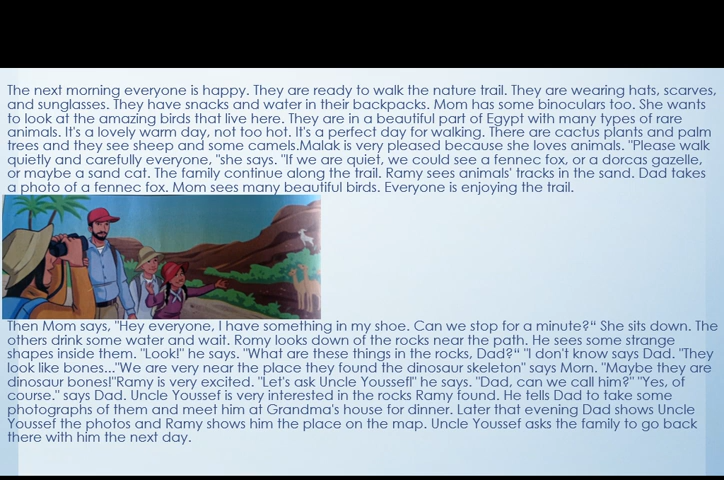 The next morning everyone is happy. They are ready to walk the nature trail. They are wearing hats, scarves,
and sunglasses. They have snacks and water in their backpacks. Mom has some binoculars too. She wants
to look at the amazing birds that live here. They are in a beautiful part of Egypt with many types of rare
animals. It's a lovely warm day, not too hot. It's a perfect day for walking. There are cactus plants and palm
trees and they see sheep and some camels.Malak is very pleased because she loves animals. "Please walk
quietly and carefully everyone, "she says. "If we are quiet, we could see a fennec fox, or a dorcas gazelle,
or maybe a sand cat. The family continue along the trail. Ramy sees animals' tracks in the sand. Dad takes
a photo of a fennec fox. Mom sees many beautiful birds. Everyone is enjoying the trail.
Then Mom says, "Hey everyone, I have something in my shoe. Can we stop for a minute?“ She sits down. The
others drink some water and wait. Romy looks down of the rocks near the path. He sees some strange
shapes inside them. "Look!" he says. "What are these things in the rocks, Dad?“ "I don't know says Dad. "They
look like bones..."We are very near the place they found the dinosaur skeleton" says Morn. "Maybe they are
dinosaur bones!"Ramy is very excited. "Let's ask Uncle Youssef!" he says. "Dad, can we call him?" "Yes, of
course." says Dad. Uncle Youssef is very interested in the rocks Ramy found. He tells Dad to take some
photographs of them and meet him at Grandma's house for dinner. Later that evening Dad shows Uncle
Youssef the photos and Ramy shows him the place on the map. Uncle Youssef asks the family to go back
there with him the next day.